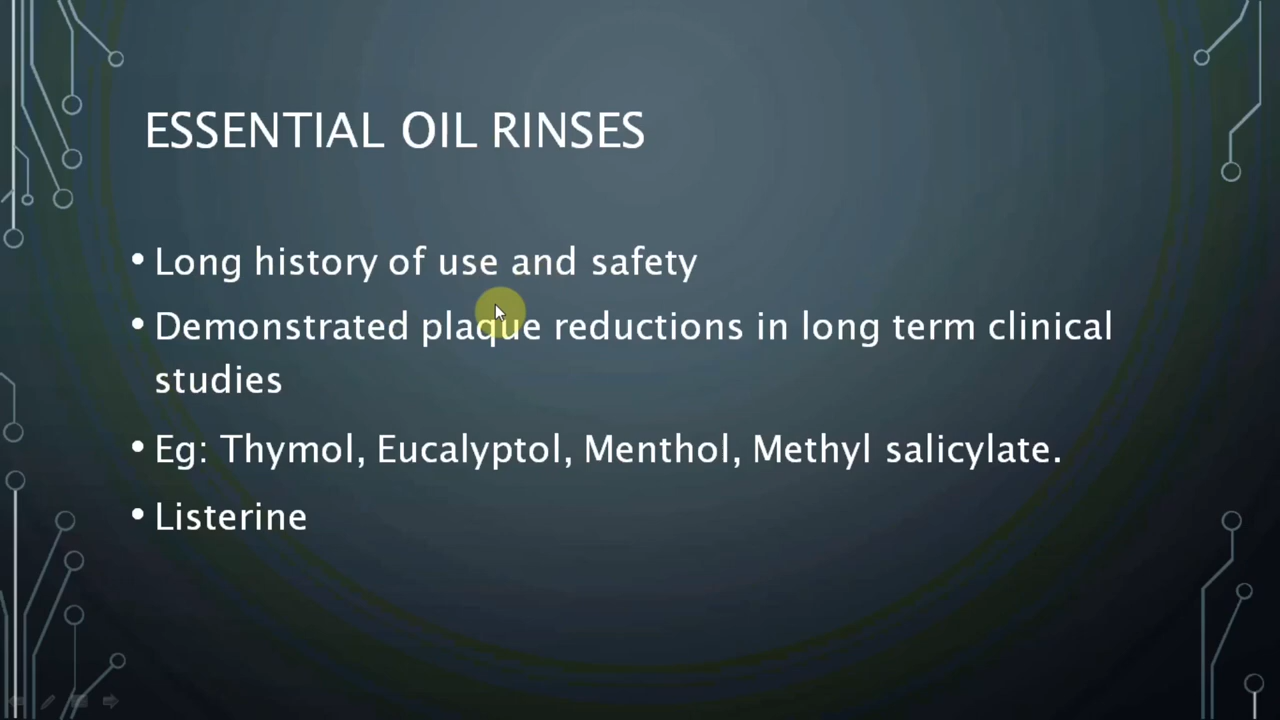 ESSENTIAL OIL RINSES
• Long history of use and safety
• Demonstrated plaque reductions in long term clinical
studies
• Eg: Thymol, Eucalyptol, Menthol, Methyl salicylate.
• Listerine